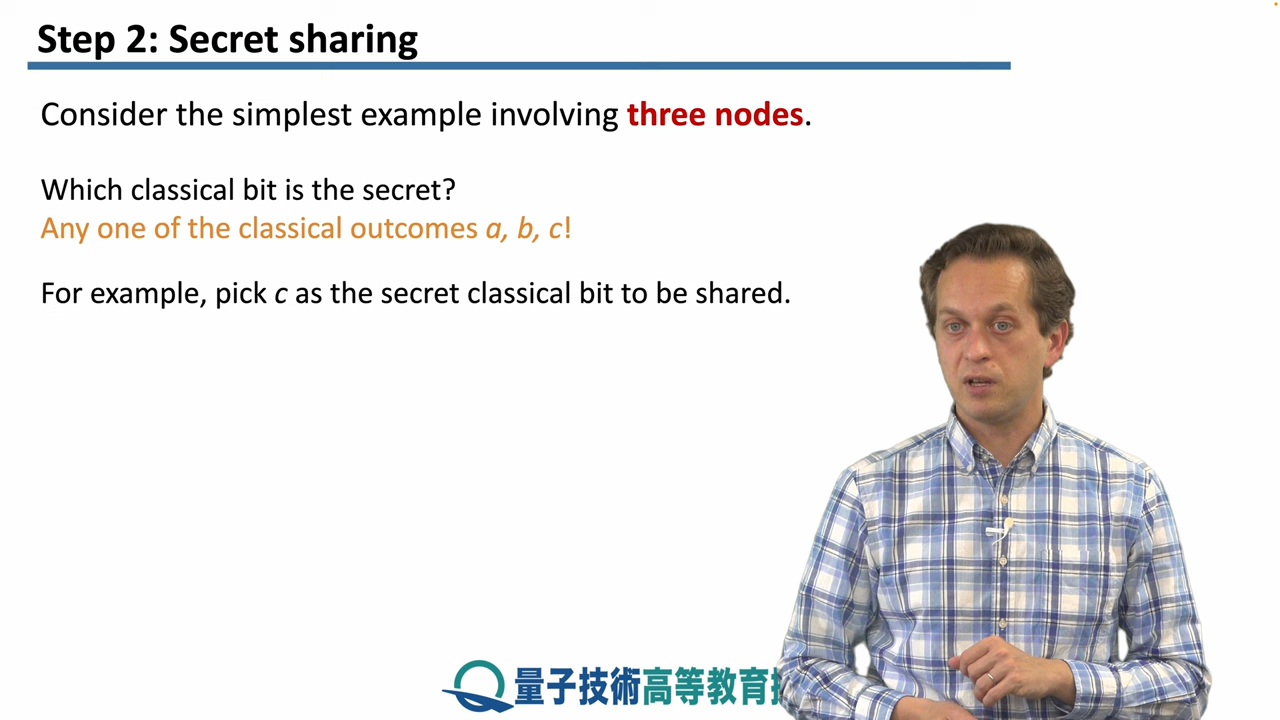 Step 2: Secret sharing
Consider the simplest example involving three nodes.
Which classical bit is the secret?
Any one of the classical outcomes a, b, c!
For example, pick c as the secret classical bit to be shared.
量子技術高等教育